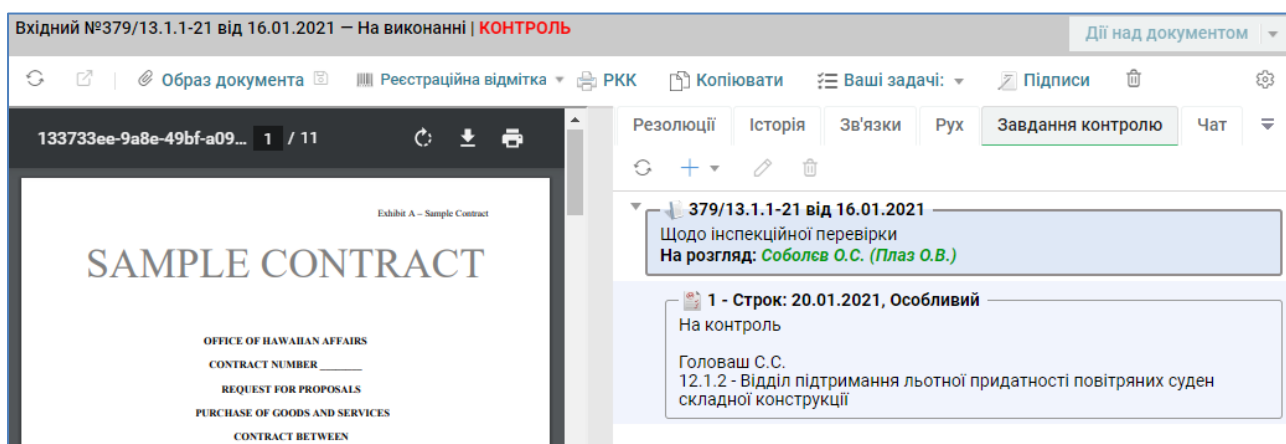 Вхідний №379/13.1.1-21 від 16.01.2021 — На виконанні | КОНТРОЛЬ
Дії над документом
Образ документа
Реєстраційна відмітка
РКК
Копіювати
Ваші задачі:
Підписи
133733ee-9a8e-49bf-a09... 1 / 11
Exhibit A – Sample Contract
SAMPLE CONTRACT
OFFICE OF HAWAIIAN AFFAIRS
CONTRACT NUMBER _______
REQUEST FOR PROPOSALS
PURCHASE OF GOODS AND SERVICES
CONTRACT BETWEEN
Резолюції Історія Зв'язки Рух Завдання контролю Чат
379/13.1.1-21 від 16.01.2021
Щодо інспекційної перевірки
На розгляд: Соболєв О.С. (Плаз О.В.)
1 - Строк: 20.01.2021, Особливий
На контроль
Головаш С.С.
12.1.2 - Відділ підтримання льотної придатності повітряних суден
складної конструкції